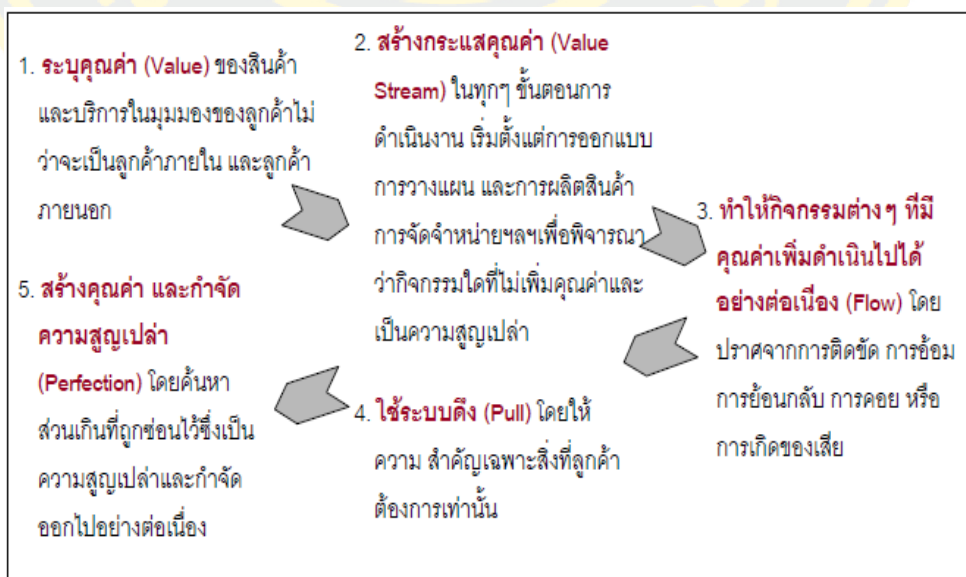 1. ระบุคุณค่า (Value) ของสินค้า
และบริการในมุมมองของลูกค้าไม่
ว่าจะเป็นลูกค้าภายใน และลูกค้า
ภายนอก
2. สร้างกระแสคุณค่า (Value
Stream) ในทุกๆ ขั้นตอนการ
ดำเนินงาน เริ่มตั้งแต่การออกแบบ
การวางแผน และการผลิตสินค้า
การจัดจำหน่ายฯลฯเพื่อพิจารณา
ว่ากิจกรรมใดที่ไม่เพิ่มคุณค่าและ
เป็นความสูญเปล่า
3. ทำให้กิจกรรมต่างๆ ที่มี
คุณค่าเพิ่มดำเนินไปได้
อย่างต่อเนื่อง (Flow) โดย
ปราศจากการติดขัด การอ้อม
การย้อนกลับ การคอย หรือ
การเกิดของเสีย
4. ใช้ระบบดึง (Pull) โดยให้
ความ สำคัญเฉพาะสิ่งที่ลูกค้า
ต้องการเท่านั้น
5. สร้างคุณค่า และกำจัด
ความสูญเปล่า
(Perfection) โดยค้นหา
ส่วนเกินที่ถูกซ่อนไว้ซึ่งเป็น
ความสูญเปล่าและกำจัด
ออกไปอย่างต่อเนื่อง